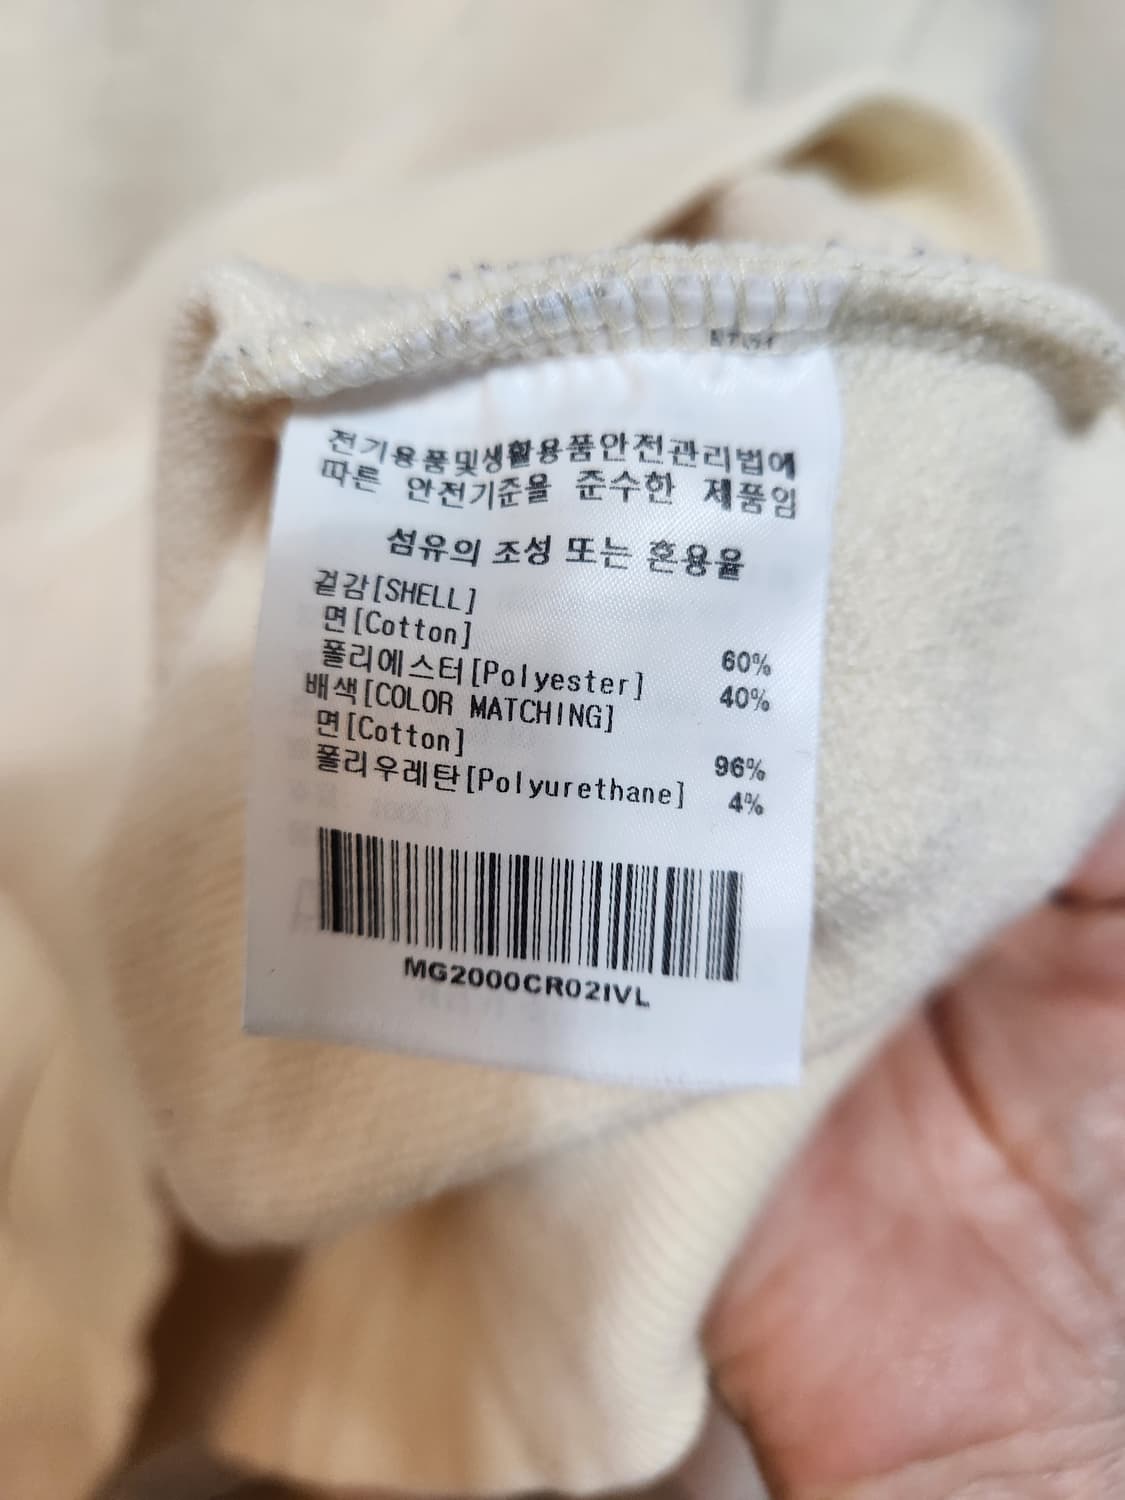 전기용품및생활용품안전관리법에
따른 안전기준을 준수한 제품임
섬유의 조성 또는 혼용율
겉감[SHELL]
면[Cotton] 60%
폴리에스터[Polyester] 40%
배색[COLOR MATCHING]
면[Cotton] 96%
폴리우레탄[Polyurethane] 4%
MG2000CR02IVL